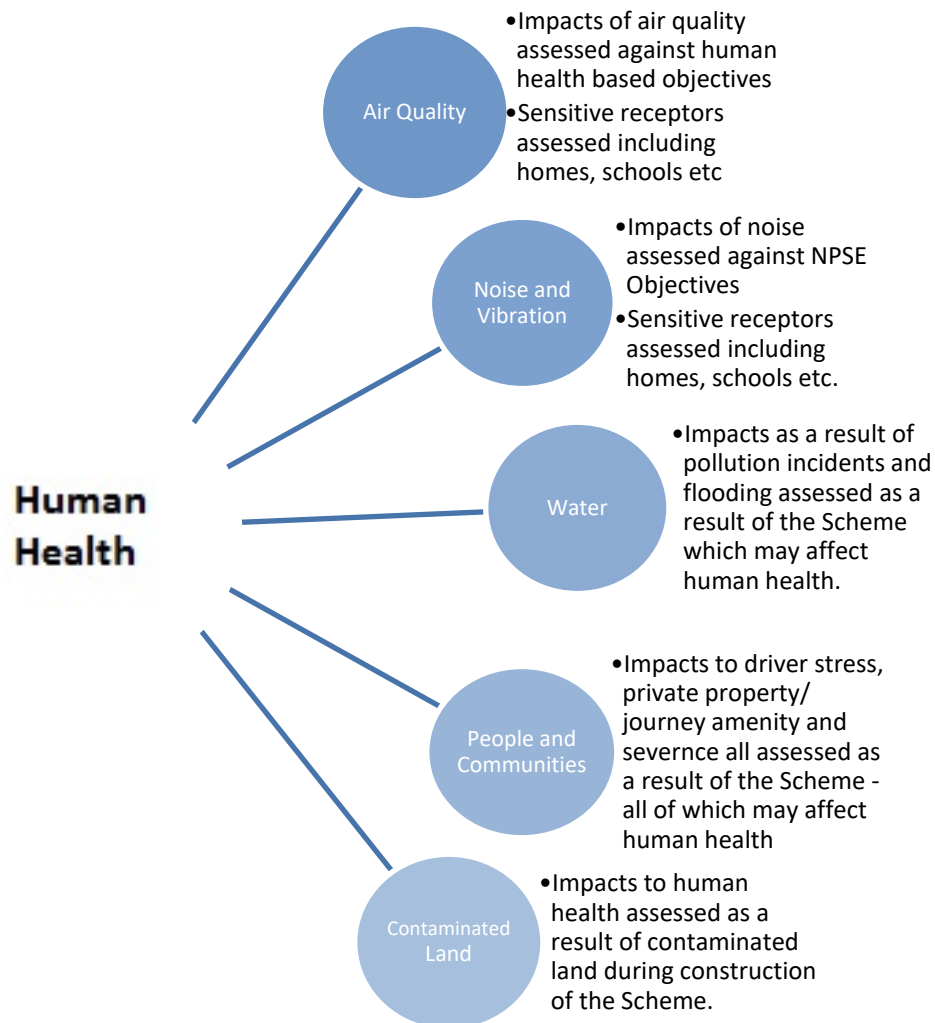 Human
Health
Air Quality
•Impacts of air quality
assessed against human
health based objectives
•Sensitive receptors
assessed including
homes, schools etc
Noise and
Vibration
•Impacts of noise
assessed against NPSE
Objectives
•Sensitive receptors
assessed including
homes, schools etc.
Water
•Impacts as a result of
pollution incidents and
flooding assessed as a
result of the Scheme
which may affect
human health.
People and
Communities
•Impacts to driver stress,
private property/
journey amenity and
severnce all assessed as
a result of the Scheme -
all of which may affect
human health
Contaminated
Land
•Impacts to human
health assessed as a
result of contaminated
land during construction
of the Scheme.